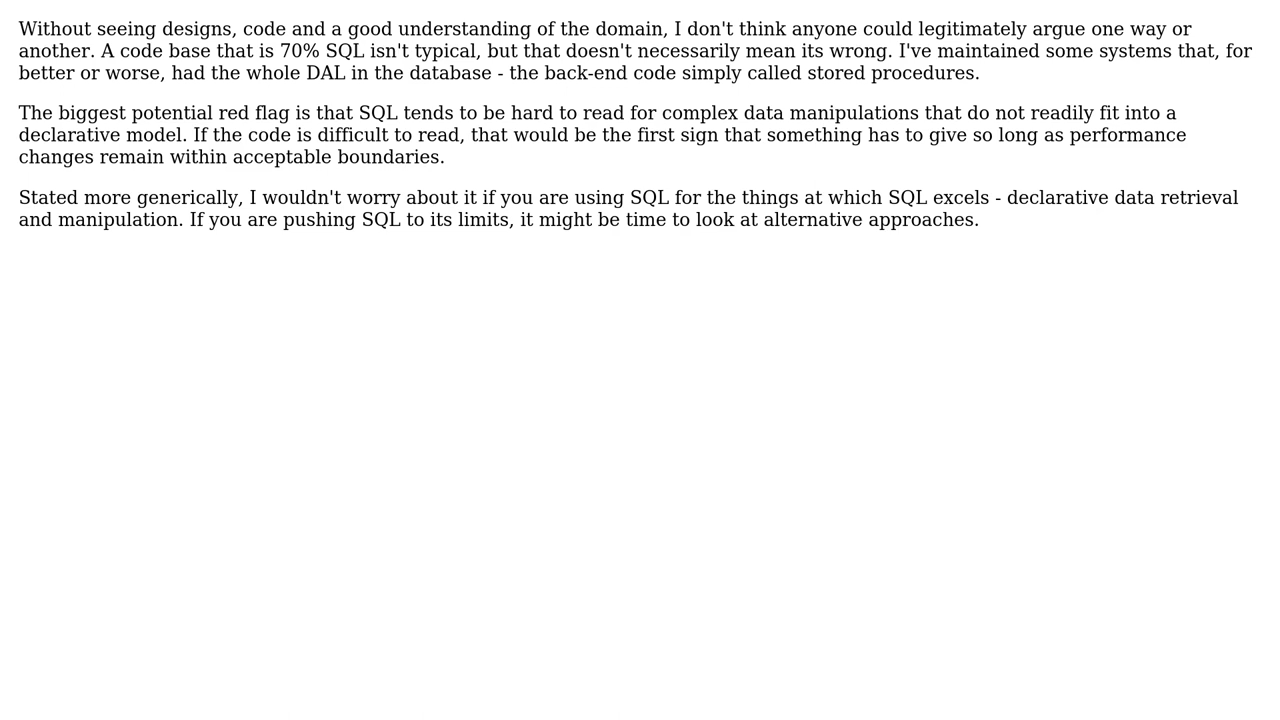 Without seeing designs, code and a good understanding of the domain, I don't think anyone could legitimately argue one way or
another. A code base that is 70% SQL isn't typical, but that doesn't necessarily mean its wrong. I've maintained some systems that, for
better or worse, had the whole DAL in the database - the back-end code simply called stored procedures.
The biggest potential red flag is that SQL tends to be hard to read for complex data manipulations that do not readily fit into a
declarative model. If the code is difficult to read, that would be the first sign that something has to give so long as performance
changes remain within acceptable boundaries.
Stated more generically, I wouldn't worry about it if you are using SQL for the things at which SQL excels - declarative data retrieval
and manipulation. If you are pushing SQL to its limits, it might be time to look at alternative approaches.